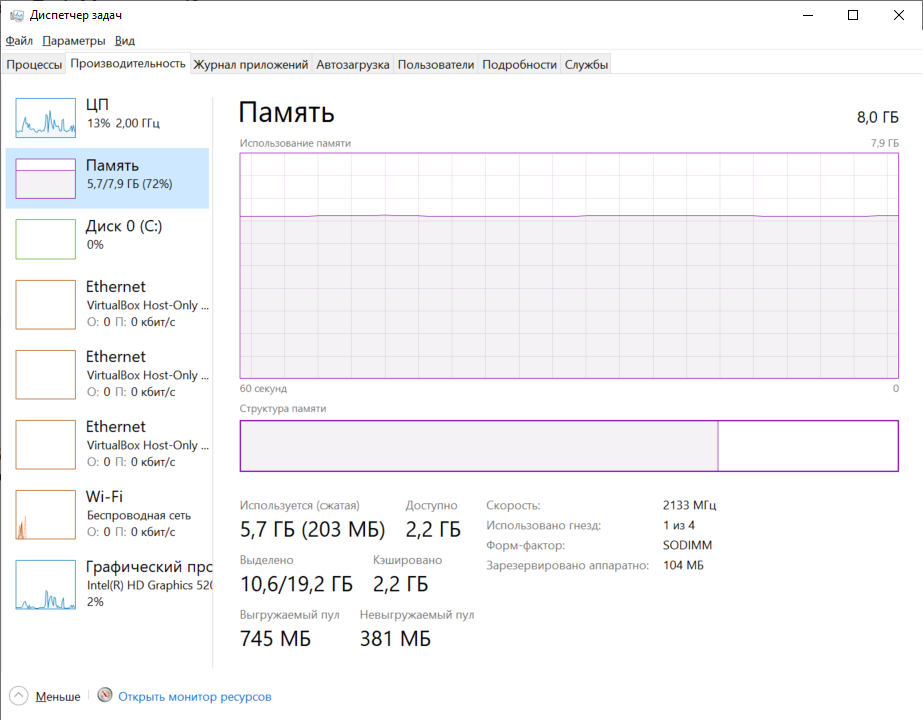 Диспетчер задач
Файл Параметры Вид
Процессы Производительность Журнал приложений Автозагрузка Пользователи Подробности Службы
ЦП
13% 2,00 ГГц
Память
5,7/7,9 ГБ (72%)
Диск 0 (C:)
0%
Ethernet
VirtualBox Host-Only ...
О: 0 П: 0 кбит/с
Ethernet
VirtualBox Host-Only ...
О: 0 П: 0 кбит/с
Ethernet
VirtualBox Host-Only ...
О: 0 П: 0 кбит/с
Wi-Fi
Беспроводная сеть
О: 0 П: 0 кбит/с
Графический про
Intel(R) HD Graphics 520
2%
Память 8,0 ГБ
Использование памяти 7,9 ГБ
60 секунд 0
Структура памяти
Используется (сжатая) Доступно
5,7 ГБ (203 МБ) 2,2 ГБ
Выделено Кэшировано
10,6/19,2 ГБ 2,2 ГБ
Выгружаемый пул Невыгружаемый пул
745 МБ 381 МБ
Скорость: 2133 МГц
Использовано гнезд: 1 из 4
Форм-фактор: SODIMM
Зарезервировано аппаратно: 104 МБ
Меньше Открыть монитор ресурсов